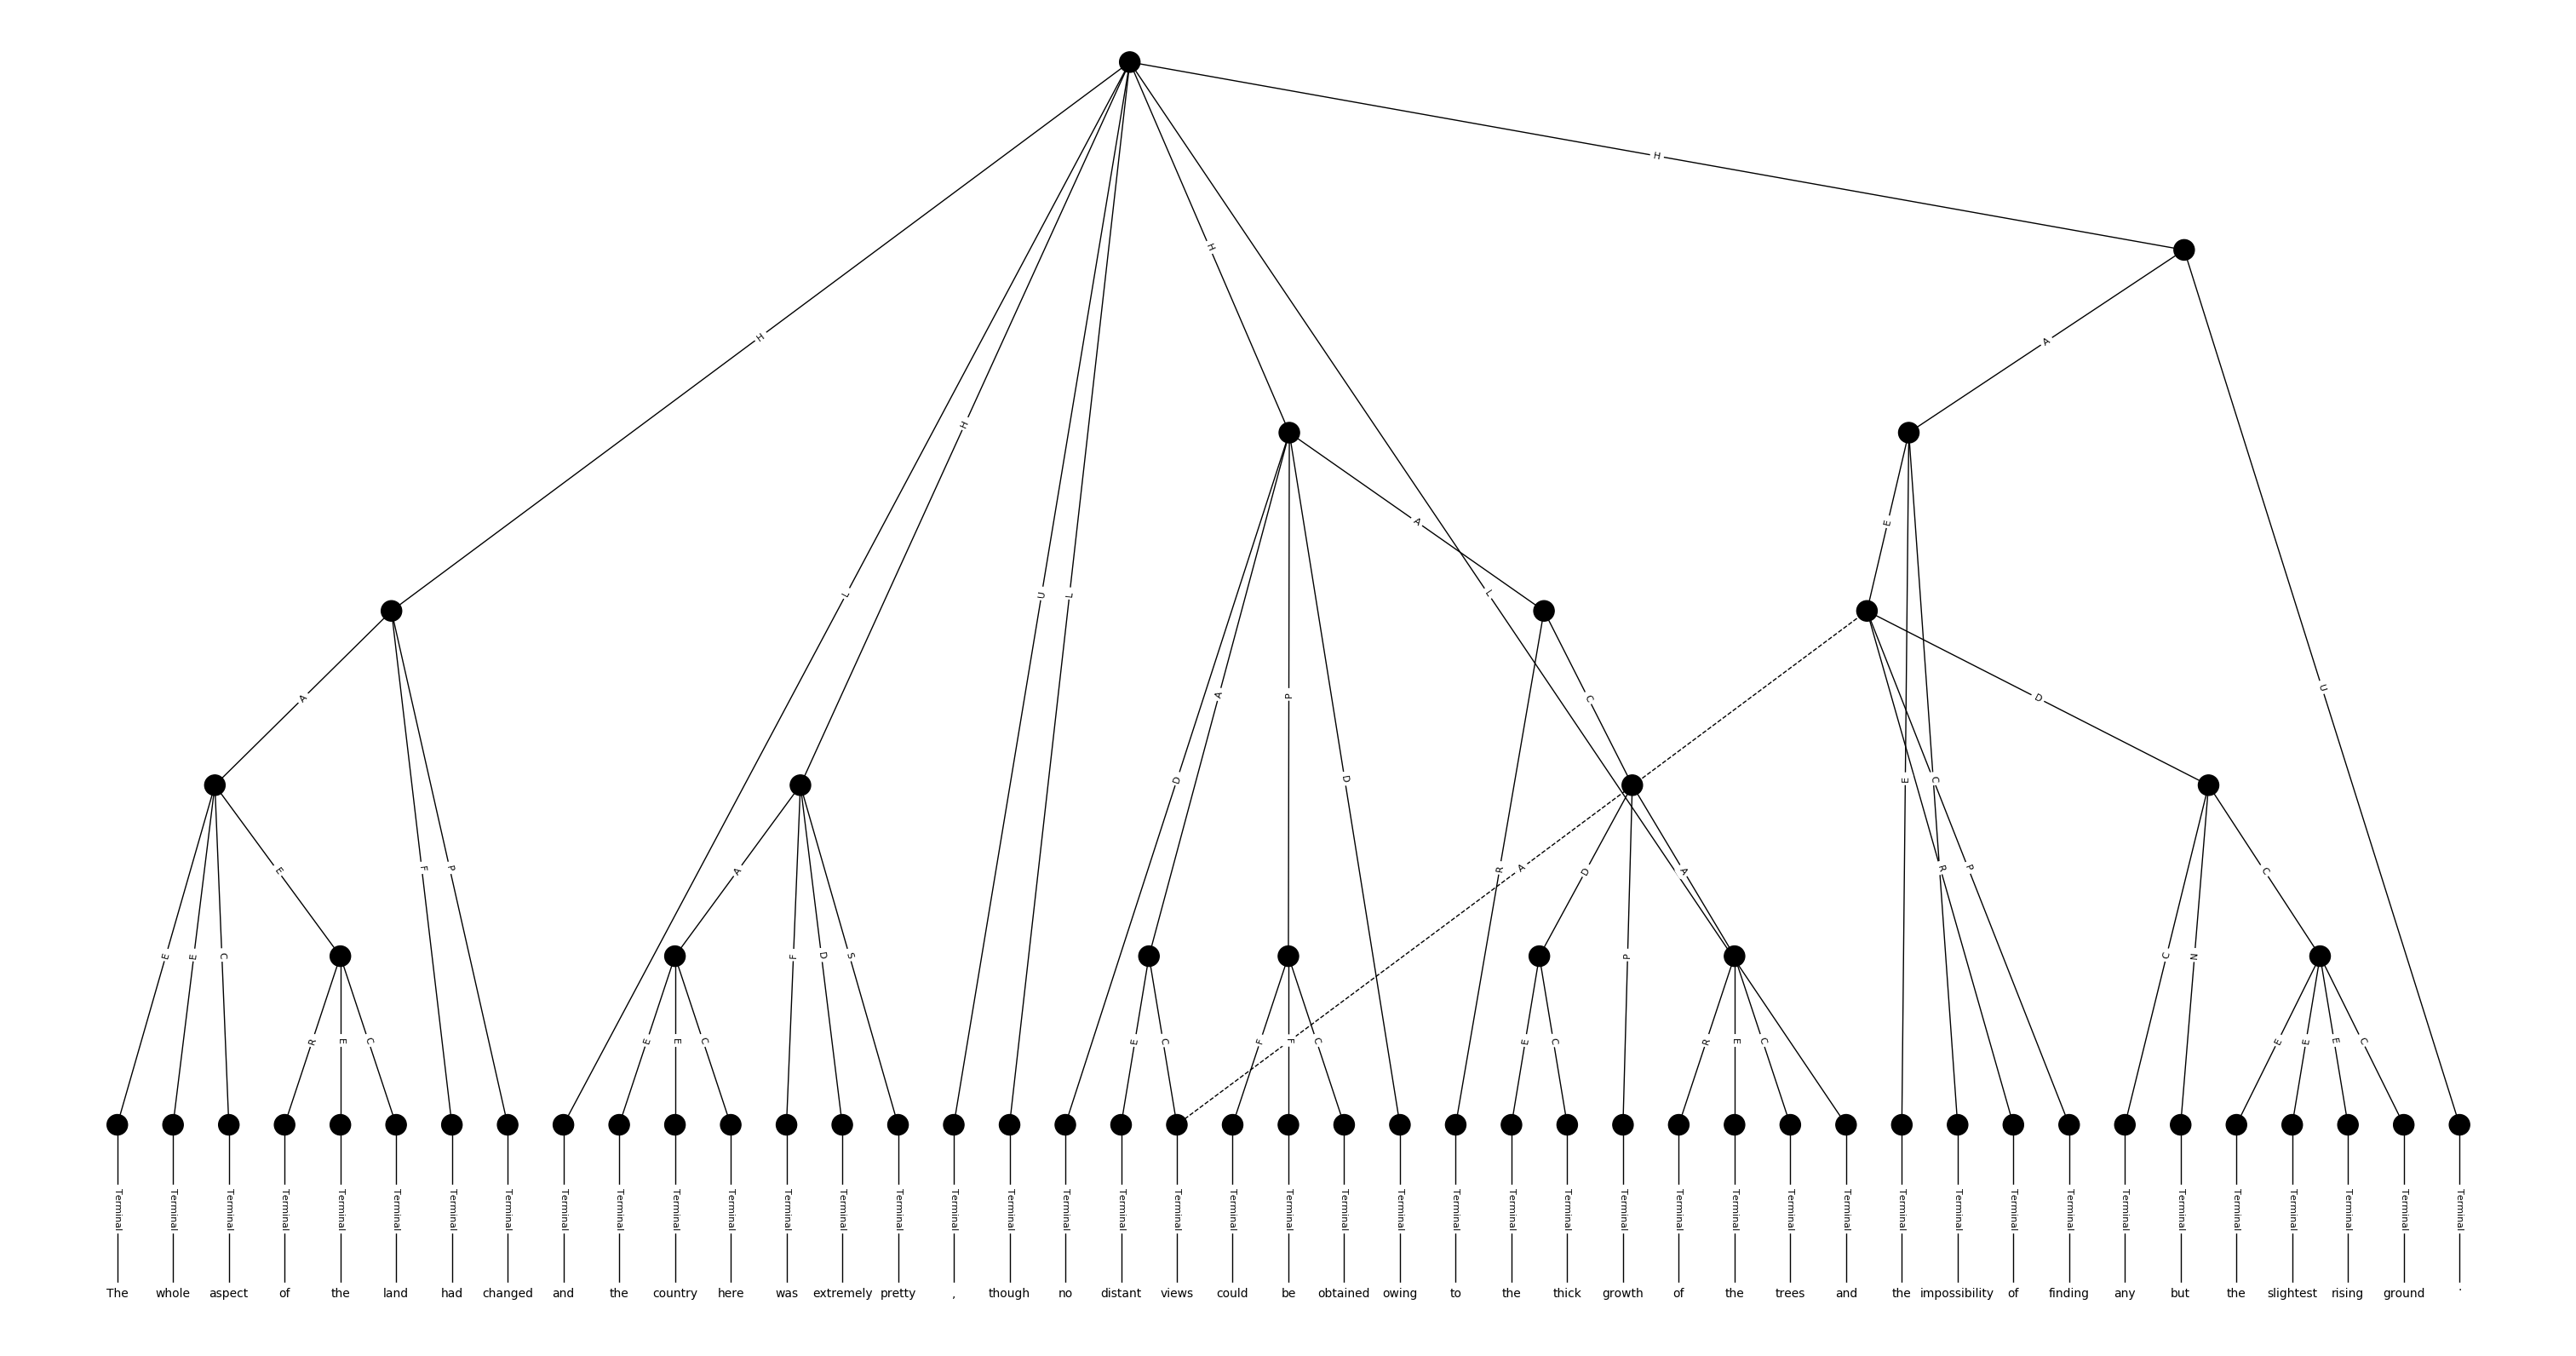 H
H
A
H
H
A
E
A
L
U
L
L
U
A
A
P
C
D
D
D
E
C
F
P
A
E
R
A
D
A
R
P
C
E
E
C
F
D
S
P
C
N
R
E
C
E
E
C
E
C
F
F
C
E
C
R
E
C
E
E
E
C
Terminal Terminal Terminal Terminal Terminal Terminal Terminal Terminal Terminal Terminal Terminal Terminal Terminal Terminal Terminal Terminal Terminal Terminal Terminal Terminal Terminal Terminal Terminal Terminal Terminal Terminal Terminal Terminal Terminal Terminal Terminal Terminal Terminal Terminal Terminal Terminal Terminal Terminal Terminal Terminal Terminal Terminal Terminal
The whole aspect of the land had changed and the country here was extremely pretty , though no distant views could be obtained owing to the thick growth of the trees and the impossibility of finding any but the slightest rising ground .